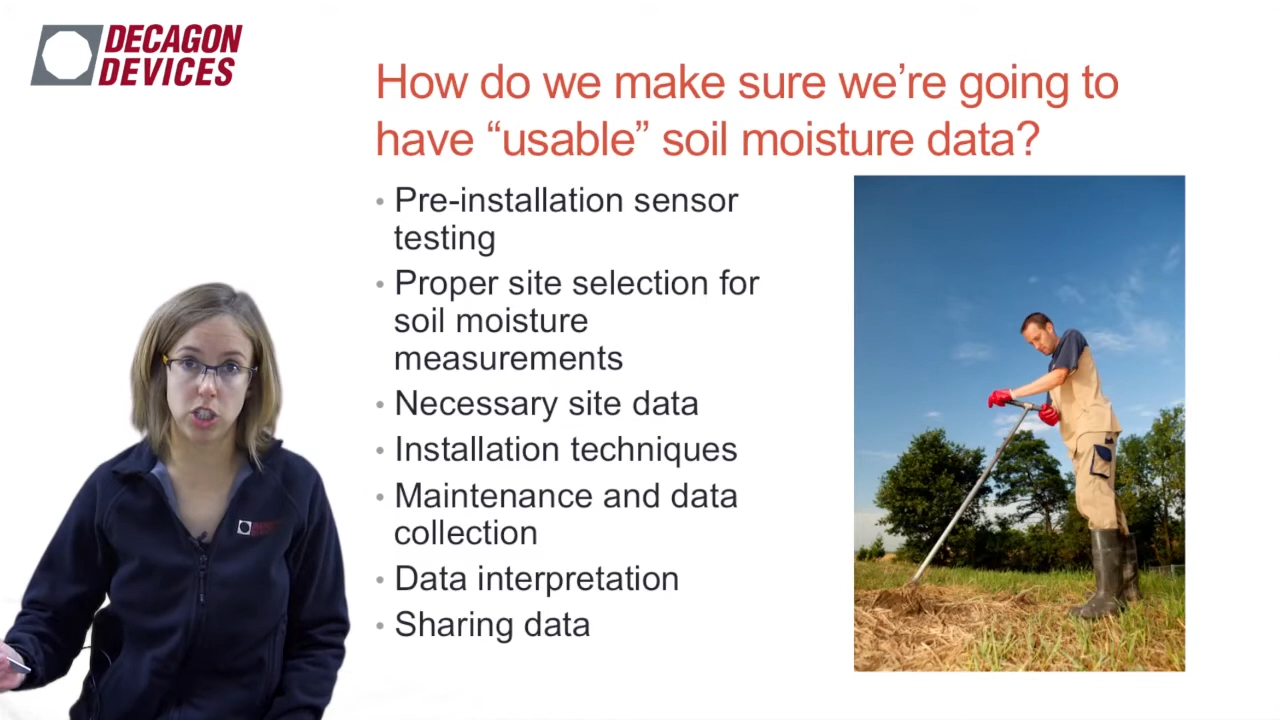 DECAGON
DEVICES
How do we make sure we’re going to
have “usable” soil moisture data?
• Pre-installation sensor
testing
• Proper site selection for
soil moisture
measurements
• Necessary site data
• Installation techniques
• Maintenance and data
collection
• Data interpretation
• Sharing data